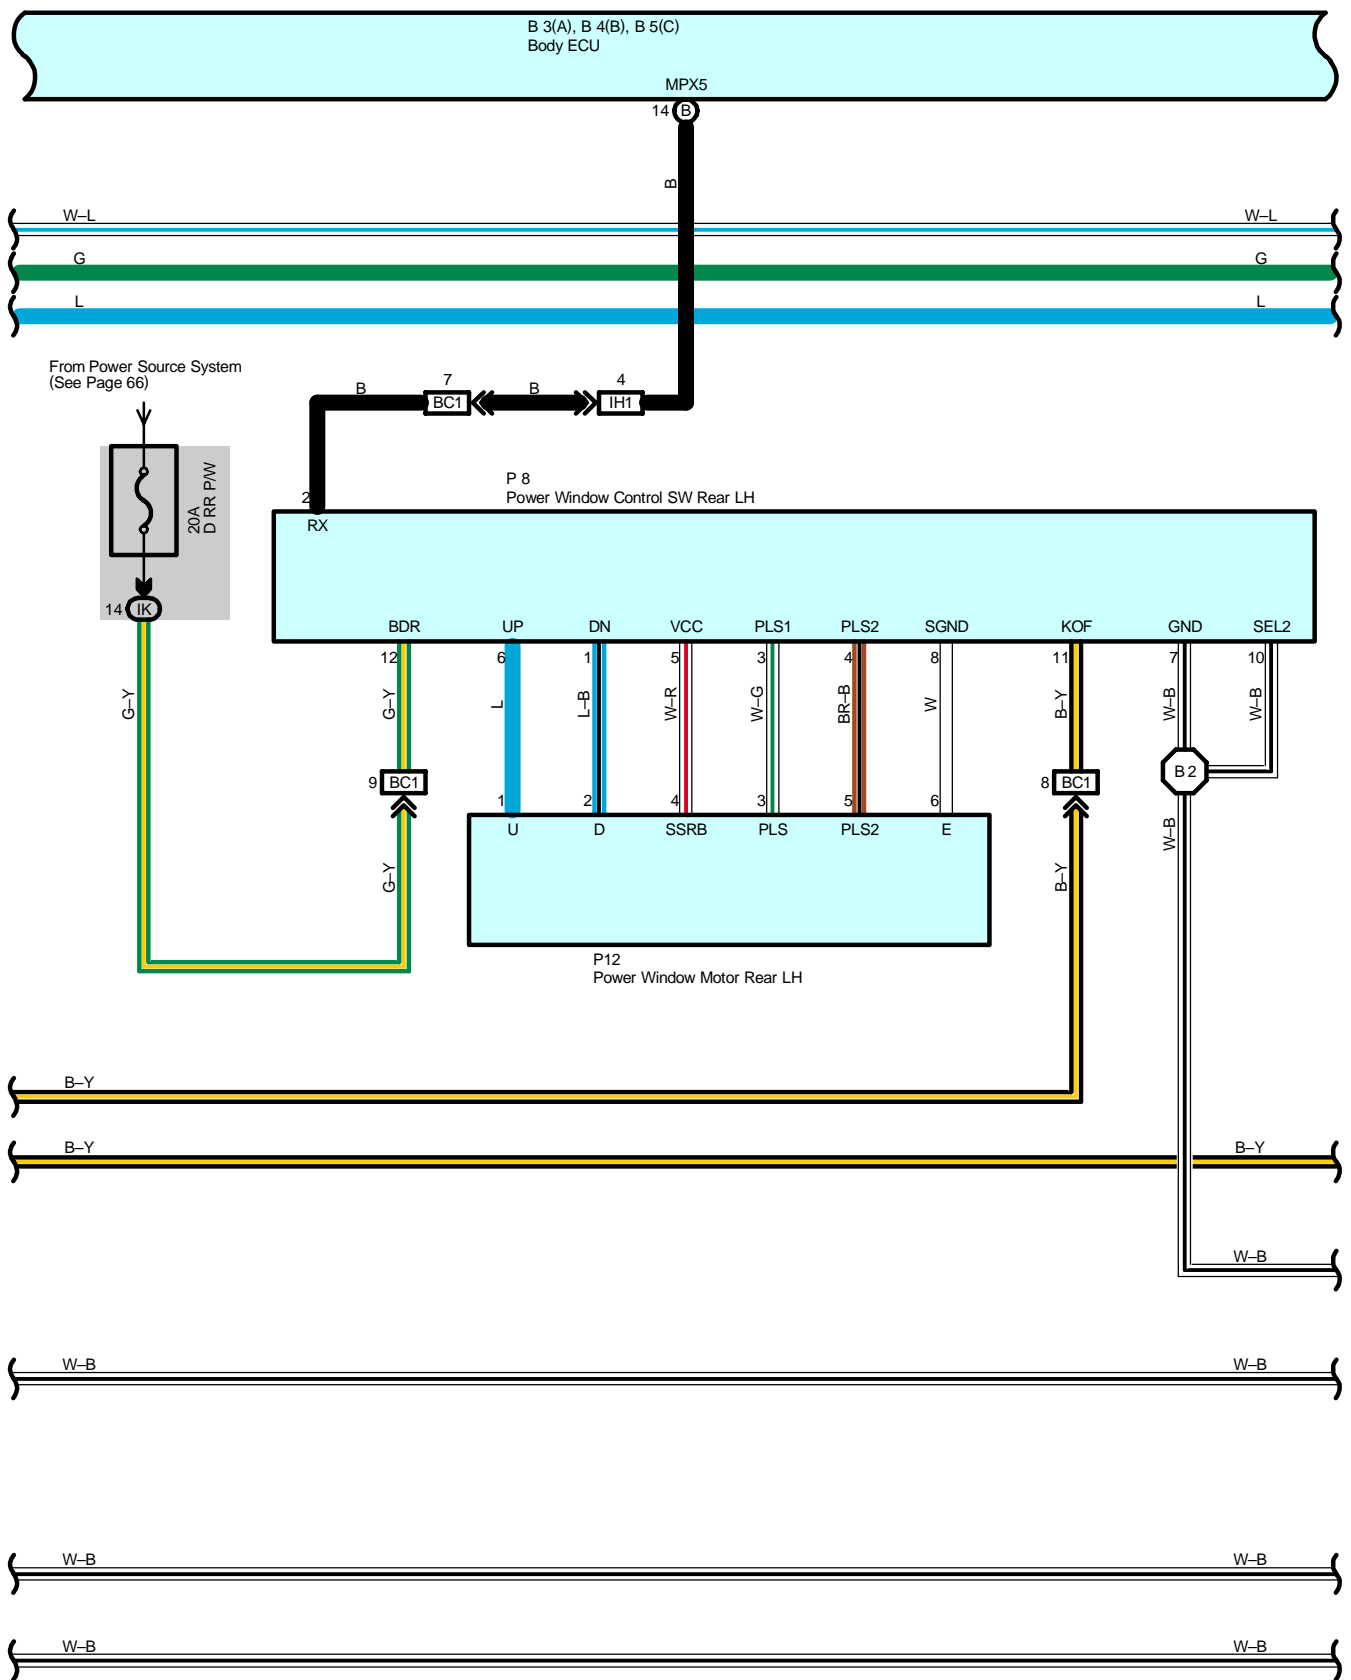 B 3(A), B 4(B), B 5(C)
Body ECU
MPX5
14 B
B
W–L W–L
G G
L L
From Power Source System
(See Page 66)
B 7 B 4
BC1 IH1
20A
D RR P/W
14 IK
P 8
Power Window Control SW Rear LH
2
RX
BDR UP DN VCC PLS1 PLS2 SGND KOF GND SEL2
12 6 1 5 3 4 8 11 7 10
G–Y G–Y L L–B W–R W–G BR–B W B–Y W–B W–B
9 BC1 8 BC1 B 2
1 2 4 3 5 6
U D SSRB PLS PLS2 E
G–Y B–Y W–B
P12
Power Window Motor Rear LH
B–Y
B–Y B–Y
W–B
W–B W–B
W–B W–B
W–B W–B